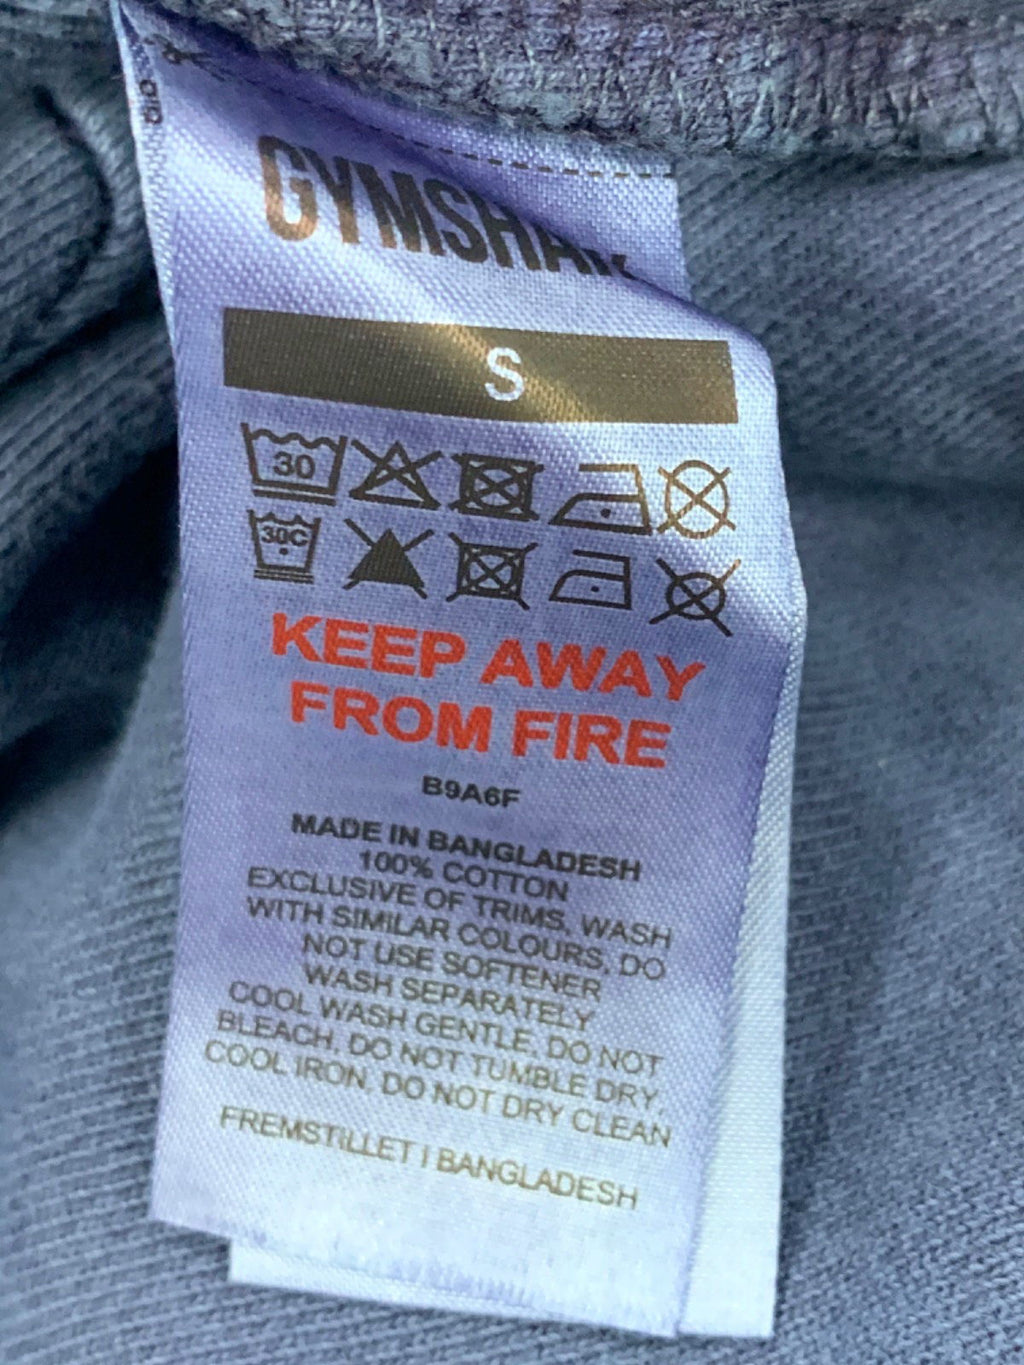 GYMSHAR
S
30
30C
KEEP AWAY
FROM FIRE
B9A6F
MADE IN BANGLADESH
100% COTTON
EXCLUSIVE OF TRIMS, WASH
WITH SIMILAR COLOURS, DO
NOT USE SOFTENER
WASH SEPARATELY
COOL WASH GENTLE, DO NOT
BLEACH, DO NOT TUMBLE DRY,
COOL IRON, DO NOT DRY CLEAN
FREMSTILLET I BANGLADESH